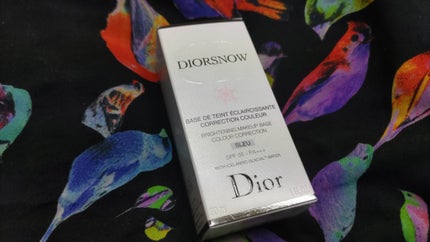 DIORSNOW
BASE DE TEINT ÉCLAIRCISSANTE
CORRECTION COULEUR
BRIGHTENING MAKEUP BASE
COLOUR CORRECTION
BLEU
SPF 35 - PA+++
WITH ICELANDIC GLACIAL™ WATER
Dior